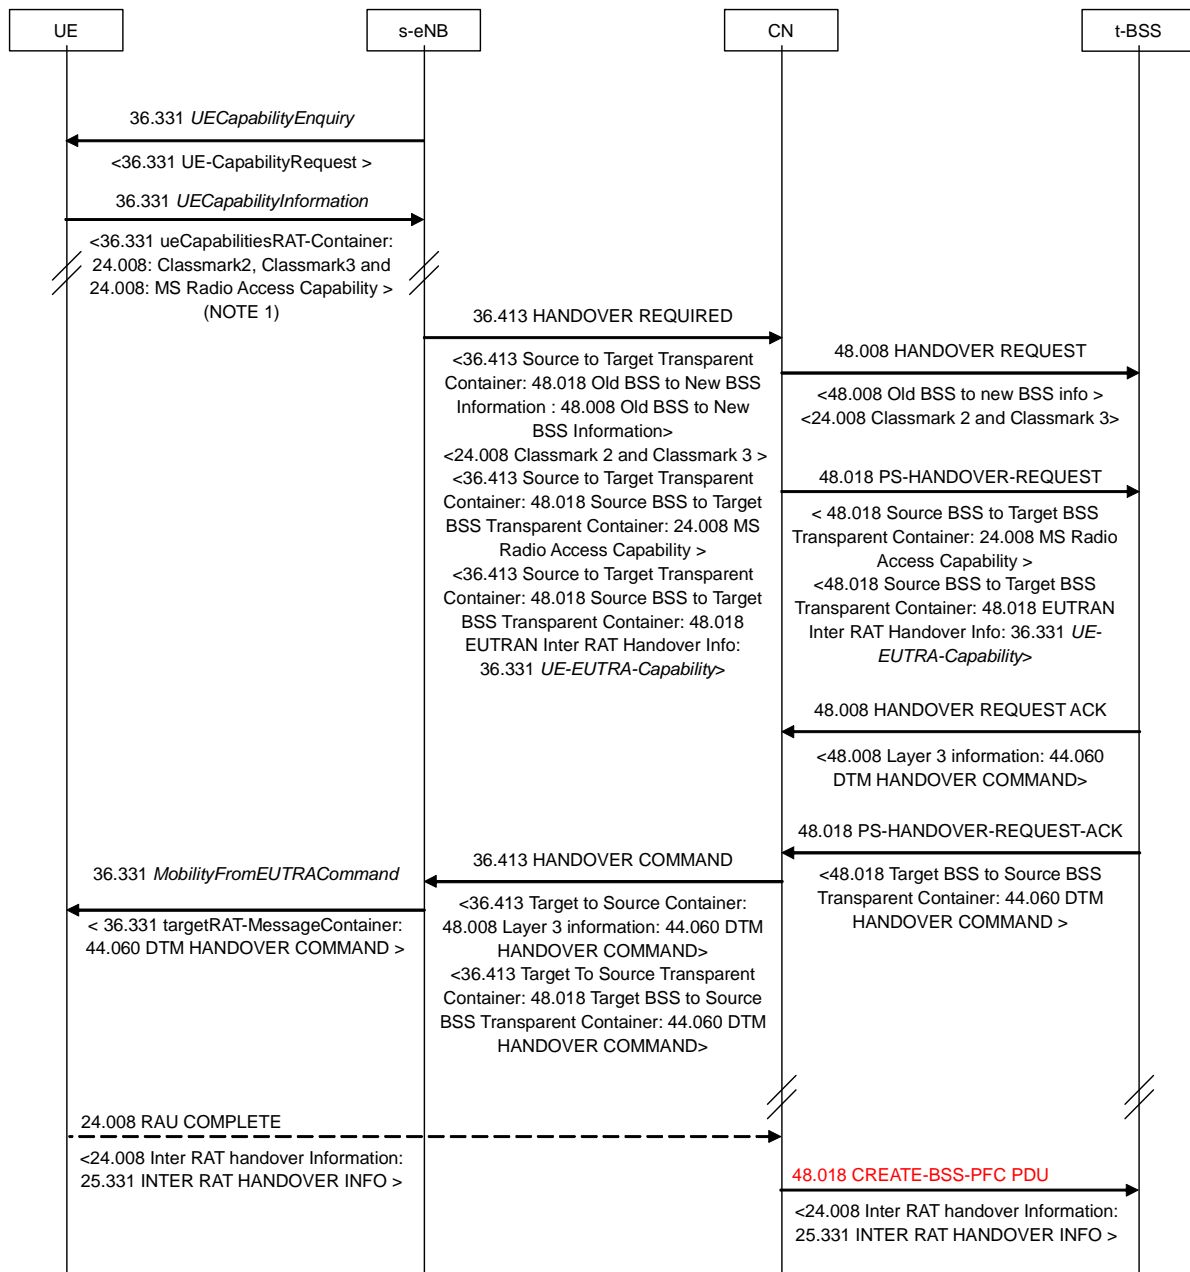 UE
s-eNB
CN
t-BSS
36.331 UECapabilityEnquiry
<36.331 UE-CapabilityRequest >
36.331 UECapabilityInformation
<36.331 ueCapabilitiesRAT-Container:
24.008: Classmark2, Classmark3 and
24.008: MS Radio Access Capability >
(NOTE 1)
36.413 HANDOVER REQUIRED
<36.413 Source to Target Transparent
Container: 48.018 Old BSS to New BSS
Information : 48.008 Old BSS to New
BSS Information>
<24.008 Classmark 2 and Classmark 3 >
<36.413 Source to Target Transparent
Container: 48.018 Source BSS to Target
BSS Transparent Container: 24.008 MS
Radio Access Capability >
<36.413 Source to Target Transparent
Container: 48.018 Source BSS to Target
BSS Transparent Container: 48.018
EUTRAN Inter RAT Handover Info:
36.331 UE-EUTRA-Capability>
48.008 HANDOVER REQUEST
<48.008 Old BSS to new BSS info >
<24.008 Classmark 2 and Classmark 3>
48.018 PS-HANDOVER-REQUEST
< 48.018 Source BSS to Target BSS
Transparent Container: 24.008 MS Radio
Access Capability >
<48.018 Source BSS to Target BSS
Transparent Container: 48.018 EUTRAN
Inter RAT Handover Info: 36.331 UE-
EUTRA-Capability>
48.008 HANDOVER REQUEST ACK
<48.008 Layer 3 information: 44.060
DTM HANDOVER COMMAND>
48.018 PS-HANDOVER-REQUEST-ACK
<48.018 Target BSS to Source BSS
Transparent Container: 44.060 DTM
HANDOVER COMMAND >
36.413 HANDOVER COMMAND
<36.413 Target to Source Container:
48.008 Layer 3 information: 44.060 DTM
HANDOVER COMMAND>
<36.413 Target To Source Transparent
Container: 48.018 Target BSS to Source
BSS Transparent Container: 44.060 DTM
HANDOVER COMMAND>
36.331 MobilityFromEUTRACommand
< 36.331 targetRAT-MessageContainer:
44.060 DTM HANDOVER COMMAND >
24.008 RAU COMPLETE
<24.008 Inter RAT handover Information:
25.331 INTER RAT HANDOVER INFO >
48.018 CREATE-BSS-PFC PDU
<24.008 Inter RAT handover Information:
25.331 INTER RAT HANDOVER INFO >